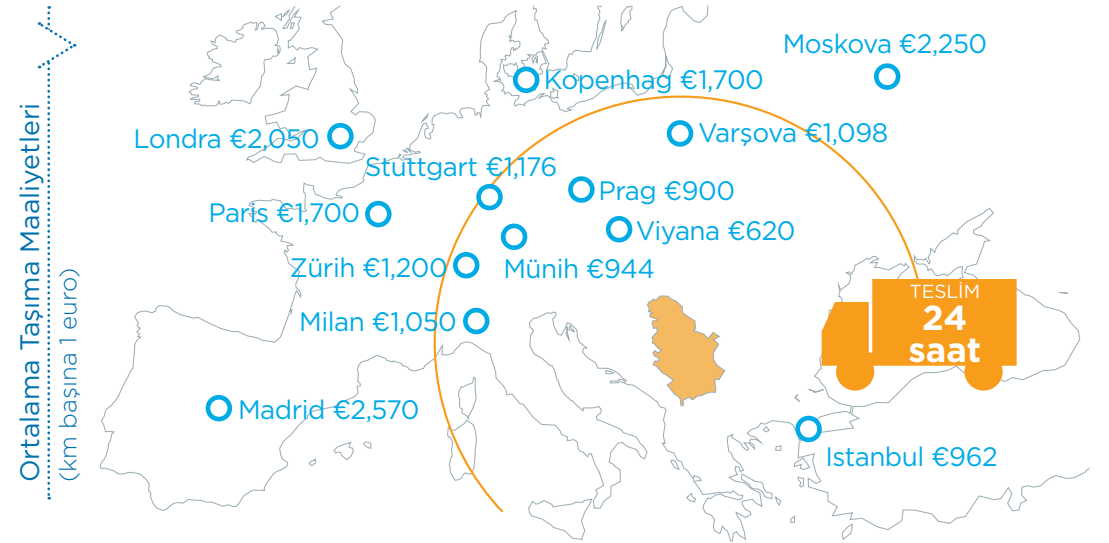 Ortalama Taşıma Maaliyetleri
(km başına 1 euro)
Moskova €2,250
Kopenhag €1,700
Londra €2,050
Varşova €1,098
Stuttgart €1,176
Prag €900
Paris €1,700
Viyana €620
Zürih €1,200
Münih €944
TESLİM
24
saat
Milan €1,050
Madrid €2,570
Istanbul €962